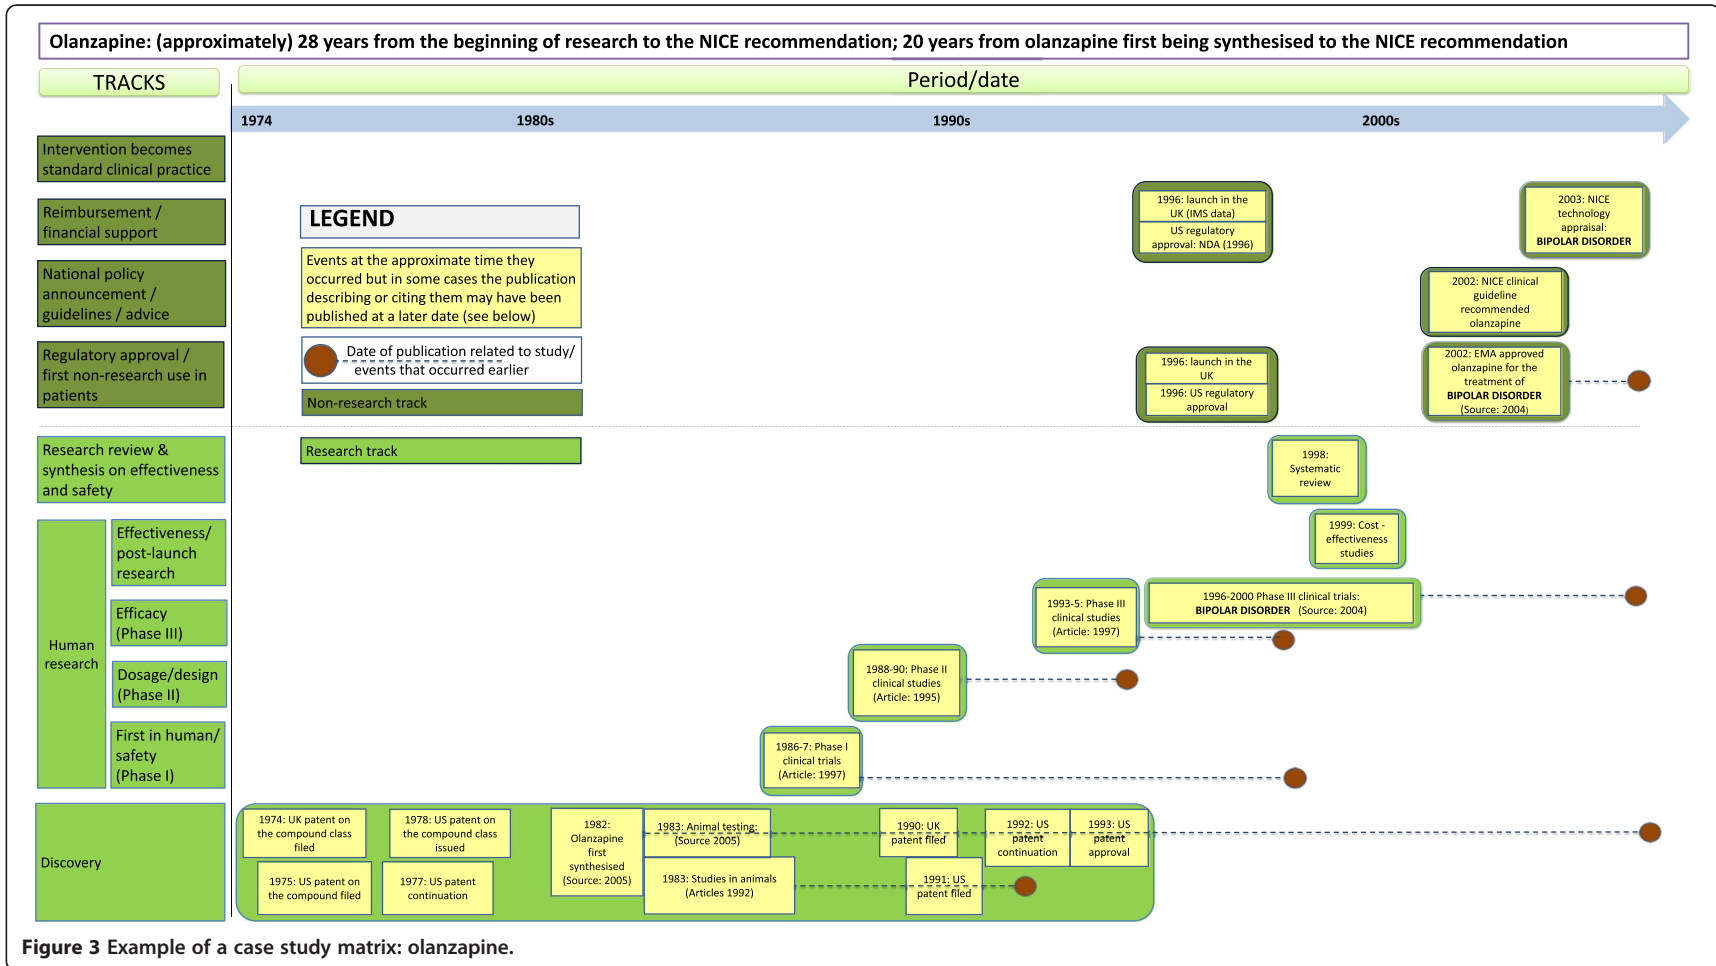 Olanzapine: (approximately) 28 years from the beginning of research to the NICE recommendation; 20 years from olanzapine first being synthesised to the NICE recommendation
TRACKS
Period/date
1974
1980s
1990s
2000s
Intervention becomes
standard clinical practice
Reimbursement /
financial support
National policy
announcement /
guidelines / advice
Regulatory approval /
first non-research use in
patients
LEGEND
Events at the approximate time they
occurred but in some cases the publication
describing or citing them may have been
published at a later date (see below)
Date of publication related to study/
events that occurred earlier
Non-research track
Research track
1996: launch in the
UK (IMS data)
US regulatory
approval: NDA (1996)
2003: NICE
technology
appraisal:
BIPOLAR DISORDER
2002: NICE clinical
guideline
recommended
olanzapine
1996: launch in the
UK
1996: US regulatory
approval
2002: EMA approved
olanzapine for the
treatment of
BIPOLAR DISORDER
(Source: 2004)
Research review &
synthesis on effectiveness
and safety
1998:
Systematic
review
Human
research
Effectiveness/
post-launch
research
1999: Cost -
effectiveness
studies
Efficacy
(Phase III)
1993-5: Phase III
clinical studies
(Article: 1997)
1996-2000 Phase III clinical trials:
BIPOLAR DISORDER (Source: 2004)
Dosage/design
(Phase II)
1988-90: Phase II
clinical studies
(Article: 1995)
First in human/
safety
(Phase I)
1986-7: Phase I
clinical trials
(Article: 1997)
Discovery
1974: UK patent on
the compound class
filed
1978: US patent on
the compound class
issued
1975: US patent on
the compound filed
1977: US patent
continuation
1982:
Olanzapine
first
synthesised
(Source: 2005)
1983: Animal testing:
(Source 2005)
1983: Studies in animals
(Articles 1992)
1990: UK
patent filed
1991: US
patent filed
1992: US
patent
continuation
1993: US
patent
approval
Figure 3 Example of a case study matrix: olanzapine.